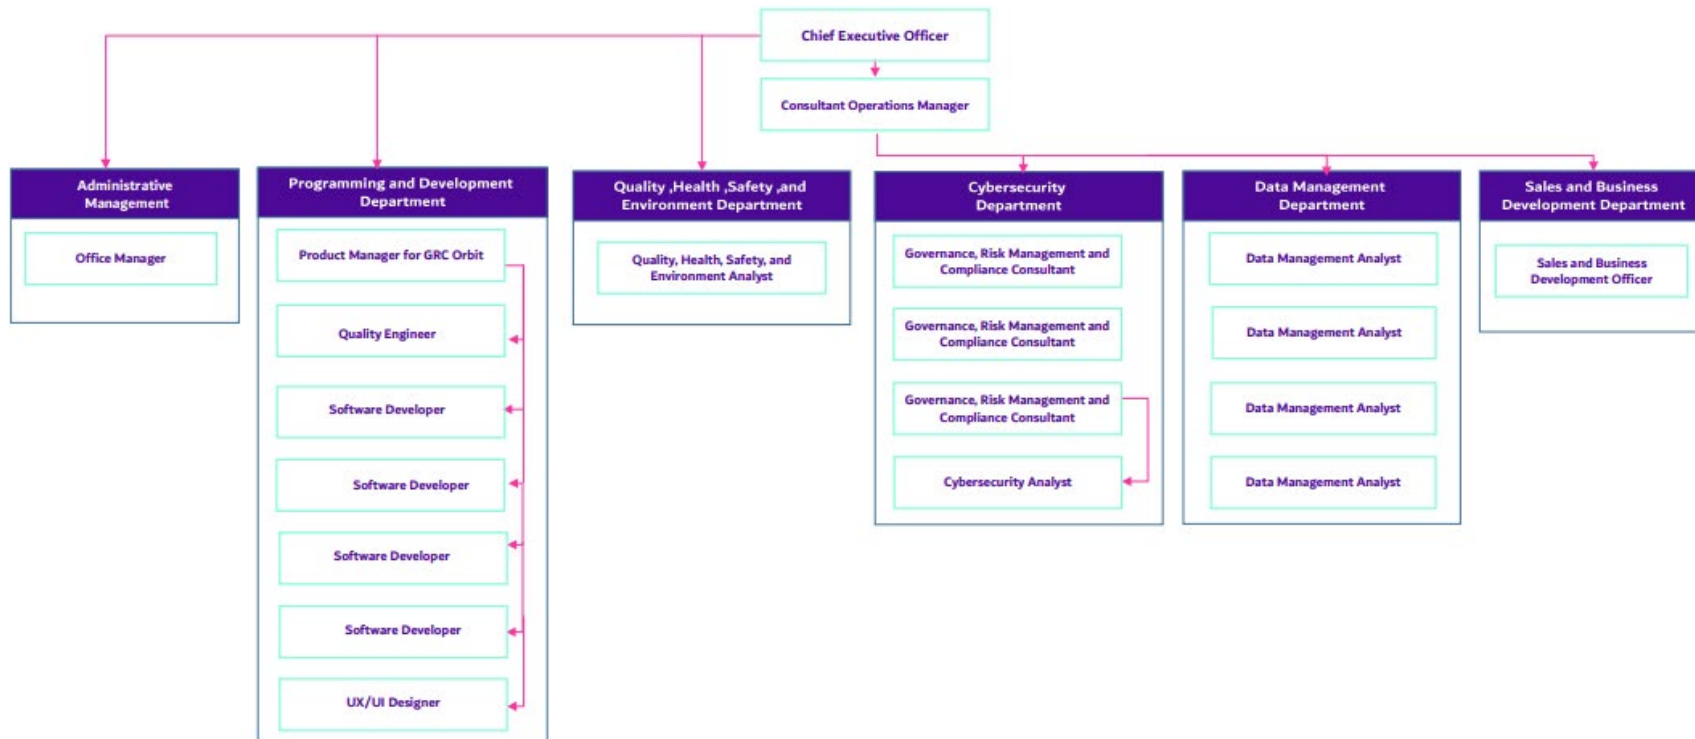 Chief Executive Officer
Consultant Operations Manager
Administrative
Management
Office Manager
Programming and Development
Department
Product Manager for GRC Orbit
Quality Engineer
Software Developer
Software Developer
Software Developer
Software Developer
UX/UI Designer
Quality ,Health ,Safety ,and
Environment Department
Quality, Health, Safety, and
Environment Analyst
Cybersecurity
Department
Governance, Risk Management and
Compliance Consultant
Governance, Risk Management and
Compliance Consultant
Governance, Risk Management and
Compliance Consultant
Cybersecurity Analyst
Data Management
Department
Data Management Analyst
Data Management Analyst
Data Management Analyst
Data Management Analyst
Sales and Business
Development Department
Sales and Business
Development Officer